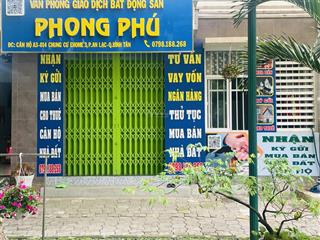 VĂN PHÒNG GIAO DỊCH BẤT ĐỘNG SẢN
PHONG PHÚ
ĐC: CĂN HỘ A3-004 CHUNG CƯ EHOME 3, P.AN LẠC-Q.BÌNH TÂN
0798.188.268
NHẬN
KÝ GỬI
MUA BÁN
CHO THUÊ
CĂN HỘ
NHÀ ĐẤT
TƯ VẤN
VAY VỐN
NGÂN HÀNG
THỦ TỤC
MUA BÁN
NHÀ ĐẤT
NHẬN
KÝ GỬI
MUA BÁN